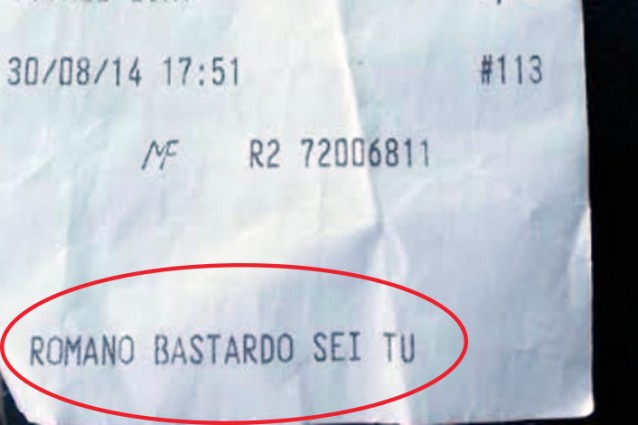 30/08/14 17:51 #113
MF R2 72006811
ROMANO BASTARDO SEI TU